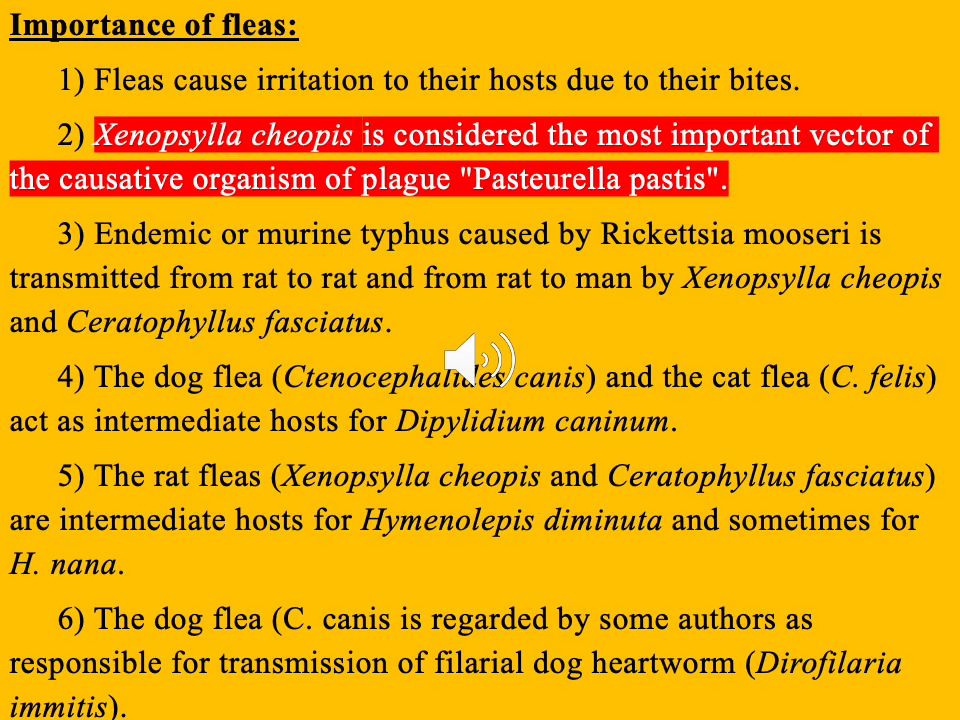 Importance of fleas:
1) Fleas cause irritation to their hosts due to their bites.
2) Xenopsylla cheopis is considered the most important vector of
the causative organism of plague "Pasteurella pastis".
3) Endemic or murine typhus caused by Rickettsia mooseri is
transmitted from rat to rat and from rat to man by Xenopsylla cheopis
and Ceratophyllus fasciatus.
4) The dog flea (Ctenocephalides canis) and the cat flea (C. felis)
act as intermediate hosts for Dipylidium caninum.
5) The rat fleas (Xenopsylla cheopis and Ceratophyllus fasciatus)
are intermediate hosts for Hymenolepis diminuta and sometimes for
H. nana.
6) The dog flea (C. canis is regarded by some authors as
responsible for transmission of filarial dog heartworm (Dirofilaria
immitis).